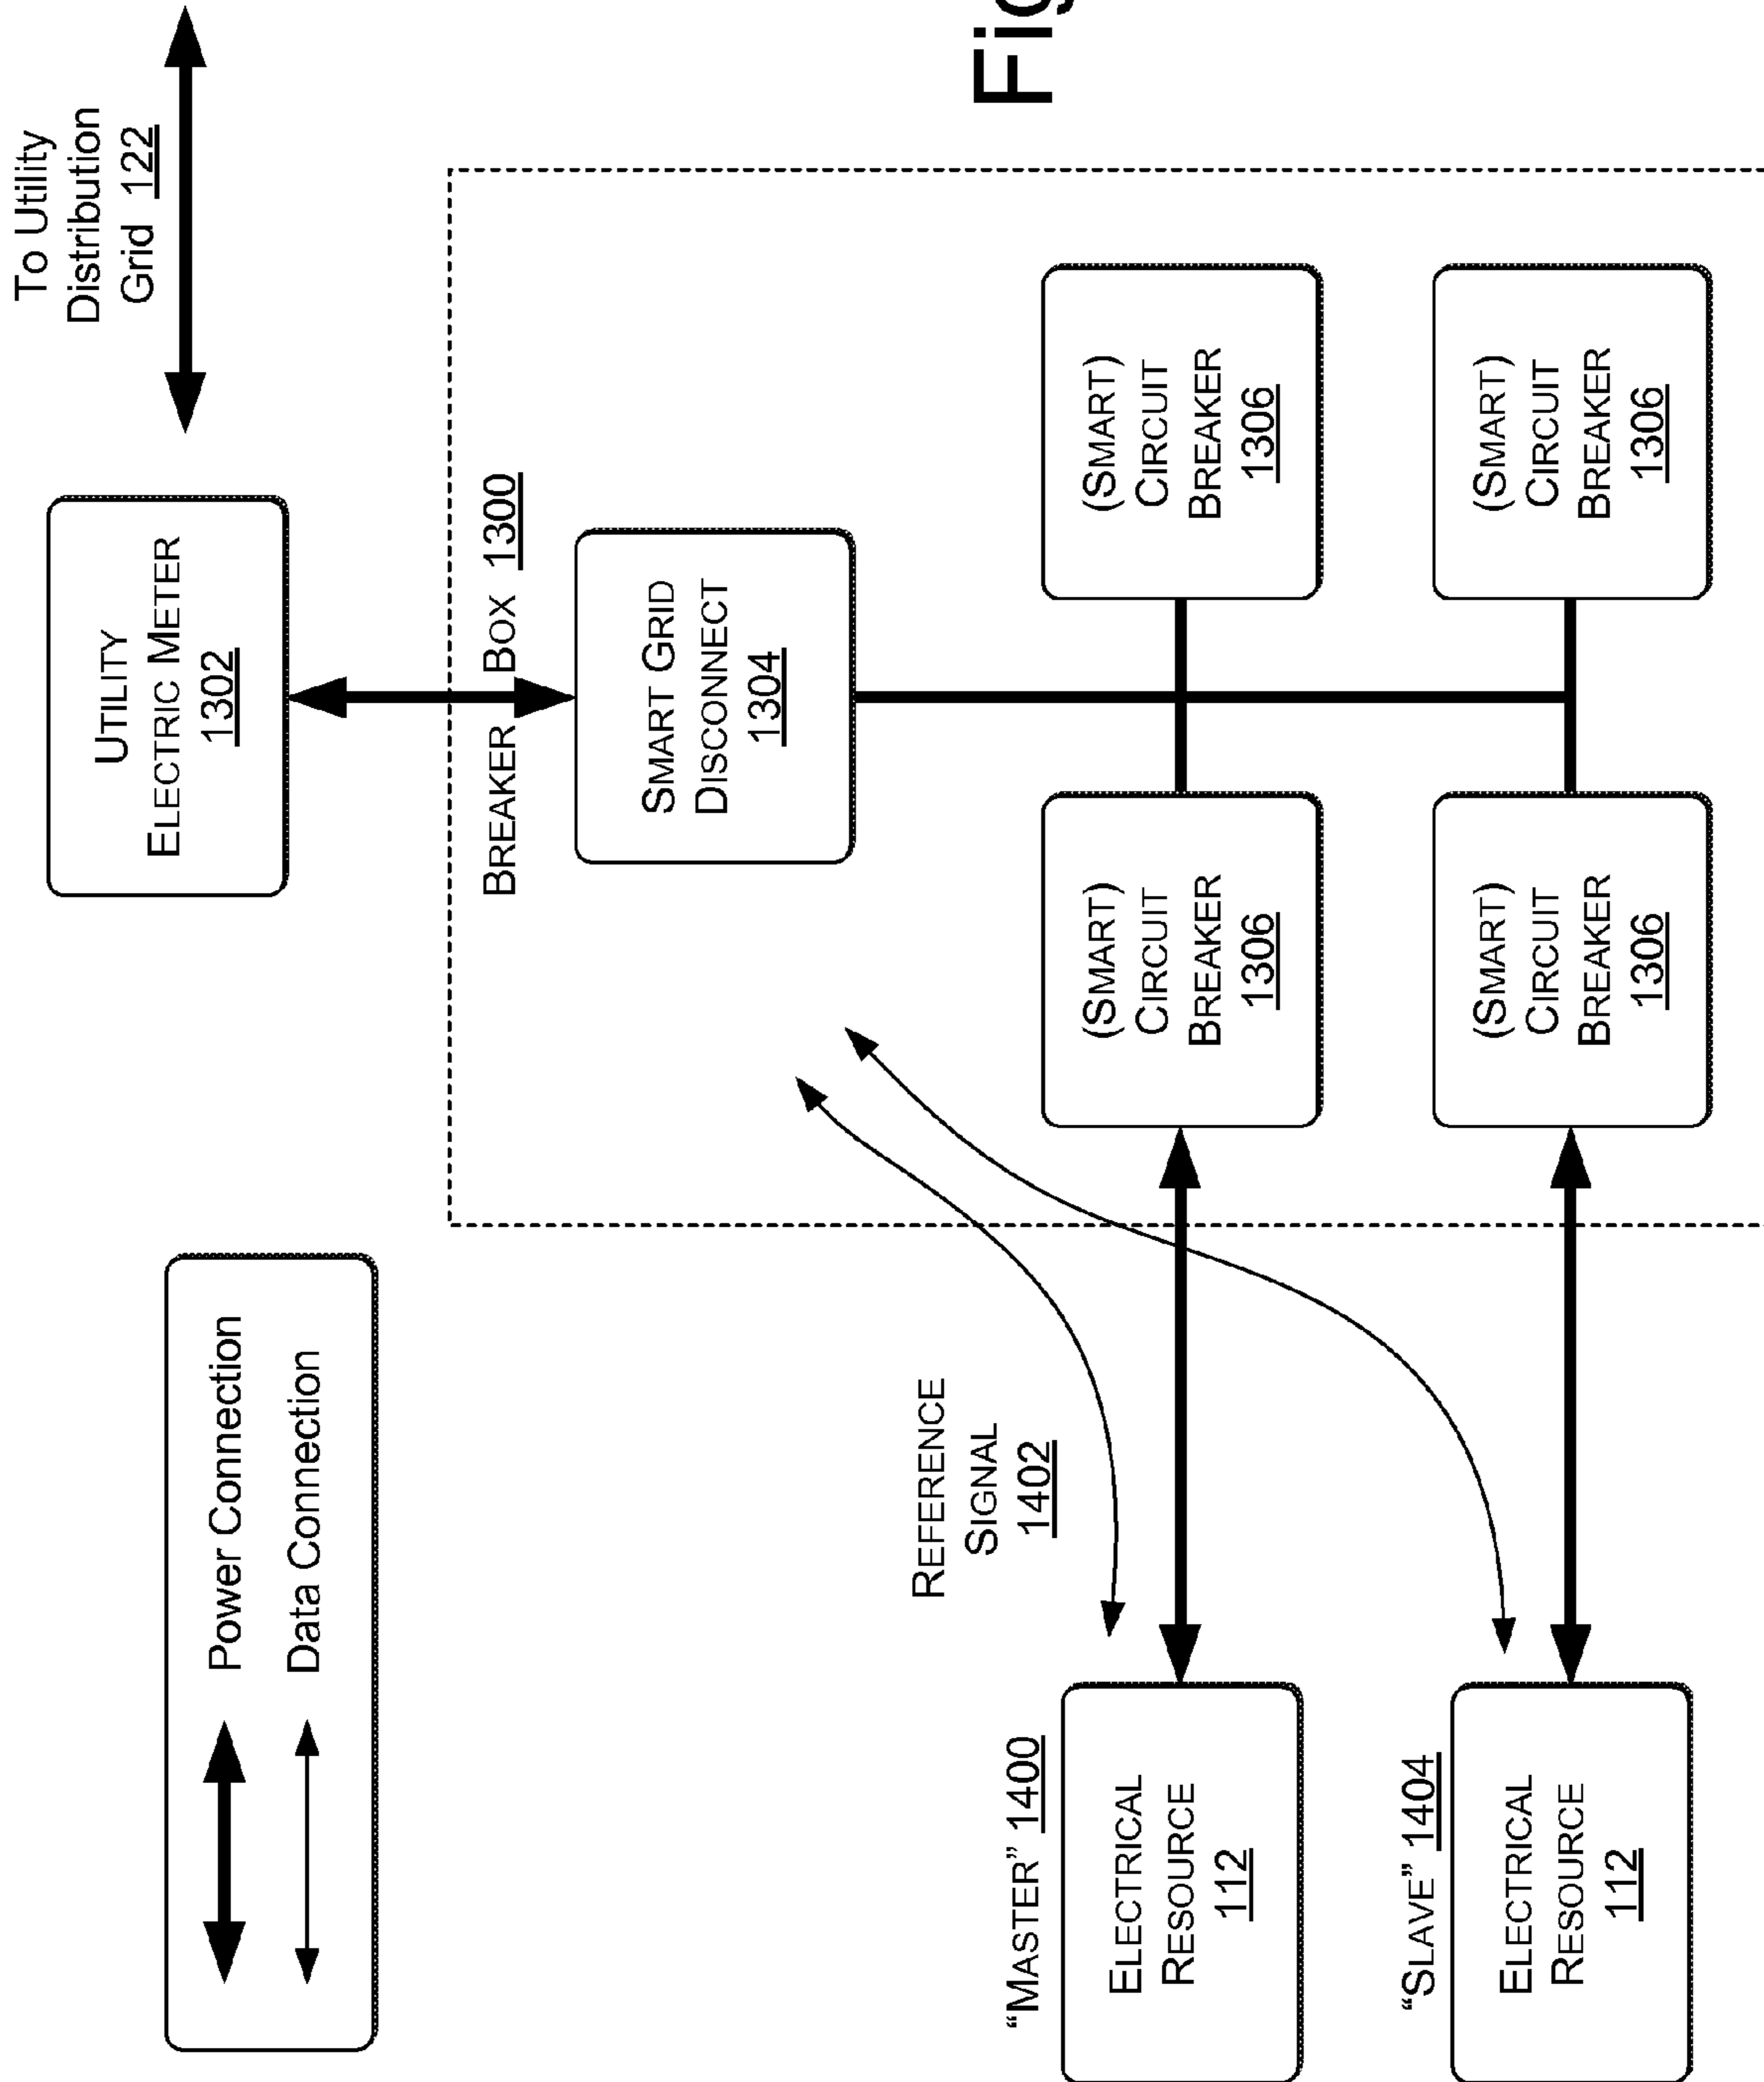 To Utility
Distribution
Grid 122
UTILITY
ELECTRIC METER
1302
BREAKER BOX 1300
SMART GRID
DISCONNECT
1304
(SMART)
CIRCUIT
BREAKER
1306
(SMART)
CIRCUIT
BREAKER
1306
(SMART)
CIRCUIT
BREAKER
1306
(SMART)
CIRCUIT
BREAKER
1306
Power Connection
Data Connection
REFERENCE
SIGNAL
1402
“MASTER” 1400
ELECTRICAL
RESOURCE
112
“SLAVE” 1404
ELECTRICAL
RESOURCE
112
Fig